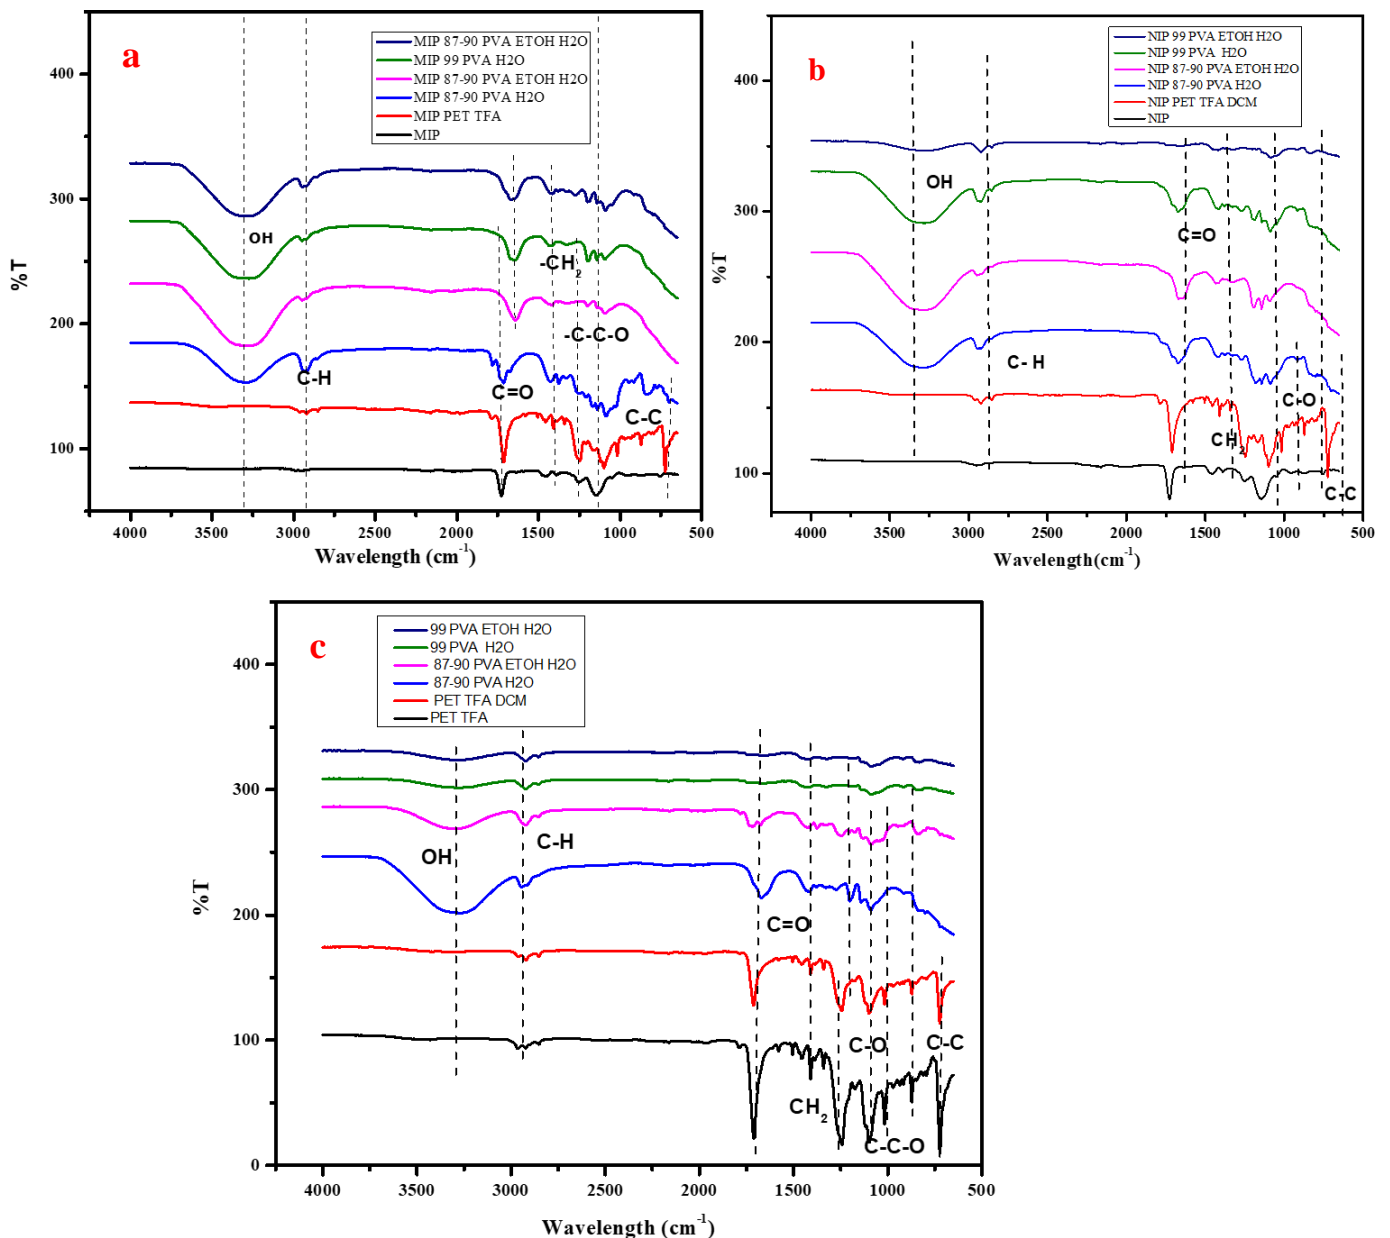 a
MIP 87-90 PVA ETOH H2O
MIP 99 PVA H2O
MIP 87-90 PVA ETOH H2O
MIP 87-90 PVA H2O
MIP PET TFA
MIP
400
300
200
100
%T
OH
C-H
-CH2
-C-C-O
C=O
C-C
4000 3500 3000 2500 2000 1500 1000 500
Wavelength (cm-1)
b
NIP 99 PVA ETOH H2O
NIP 99 PVA H2O
NIP 87-90 PVA ETOH H2O
NIP 87-90 PVA H2O
NIP PET TFA DCM
NIP
400
300
200
100
%T
OH
C=O
C- H
C-O
CH2
C-C
4000 3500 3000 2500 2000 1500 1000 500
Wavelength(cm-1)
c
99 PVA ETOH H2O
99 PVA H2O
87-90 PVA ETOH H2O
87-90 PVA H2O
PET TFA DCM
PET TFA
400
300
200
100
0
%T
OH
C-H
C=O
C-O
C-C
CH2
C-C-O
4000 3500 3000 2500 2000 1500 1000 500
Wavelength (cm-1)